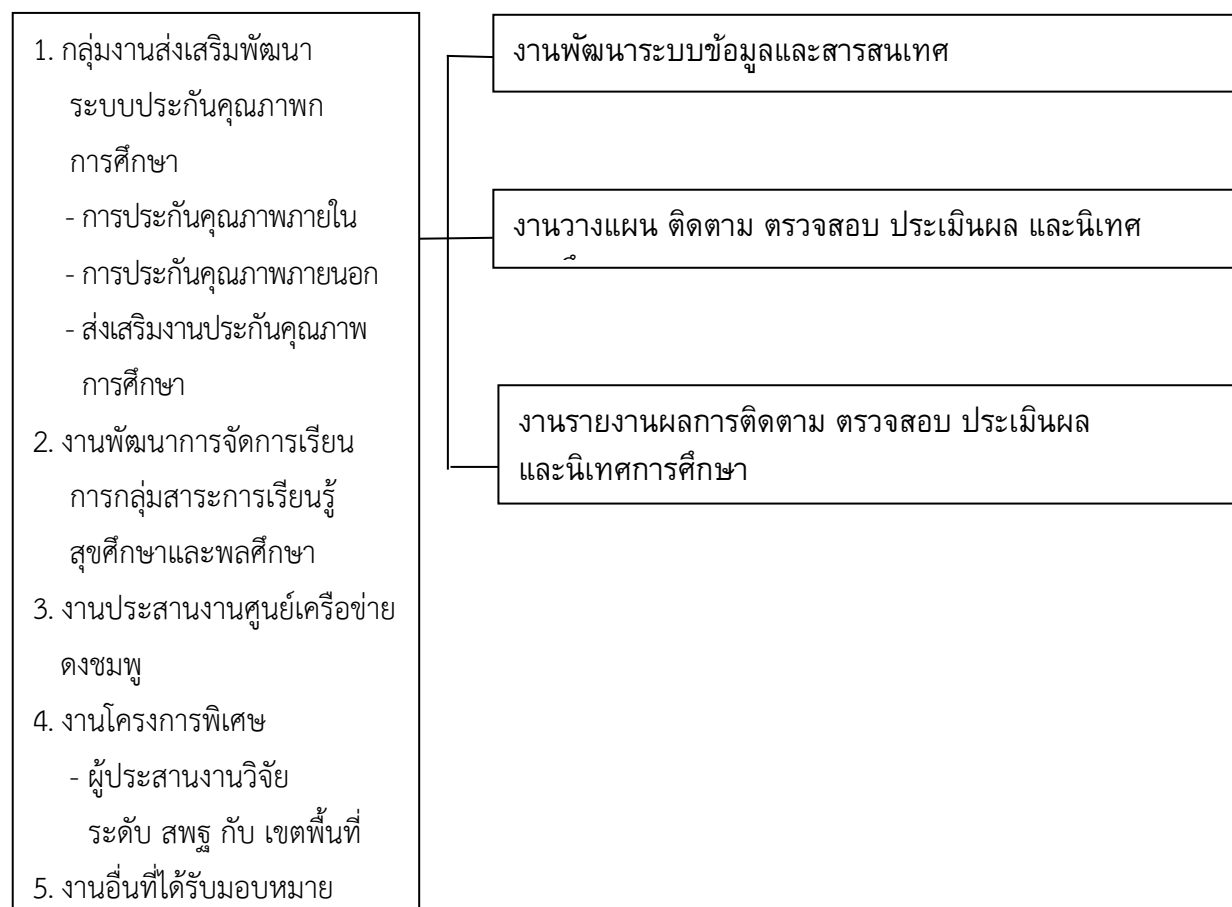 1. กลุ่มงานส่งเสริมพัฒนา
ระบบประกันคุณภาพก
การศึกษา
- การประกันคุณภาพภายใน
- การประกันคุณภาพภายนอก
- ส่งเสริมงานประกันคุณภาพ
การศึกษา
2. งานพัฒนาการจัดการเรียน
การกลุ่มสาระการเรียนรู้
สุขศึกษาและพลศึกษา
3. งานประสานงานศูนย์เครือข่าย
ดงชมพู
4. งานโครงการพิเศษ
- ผู้ประสานงานวิจัย
ระดับ สพฐ กับ เขตพื้นที่
5. งานอื่นที่ได้รับมอบหมาย
งานพัฒนาระบบข้อมูลและสารสนเทศ
งานวางแผน ติดตาม ตรวจสอบ ประเมินผล และนิเทศ
งานรายงานผลการติดตาม ตรวจสอบ ประเมินผล
และนิเทศการศึกษา